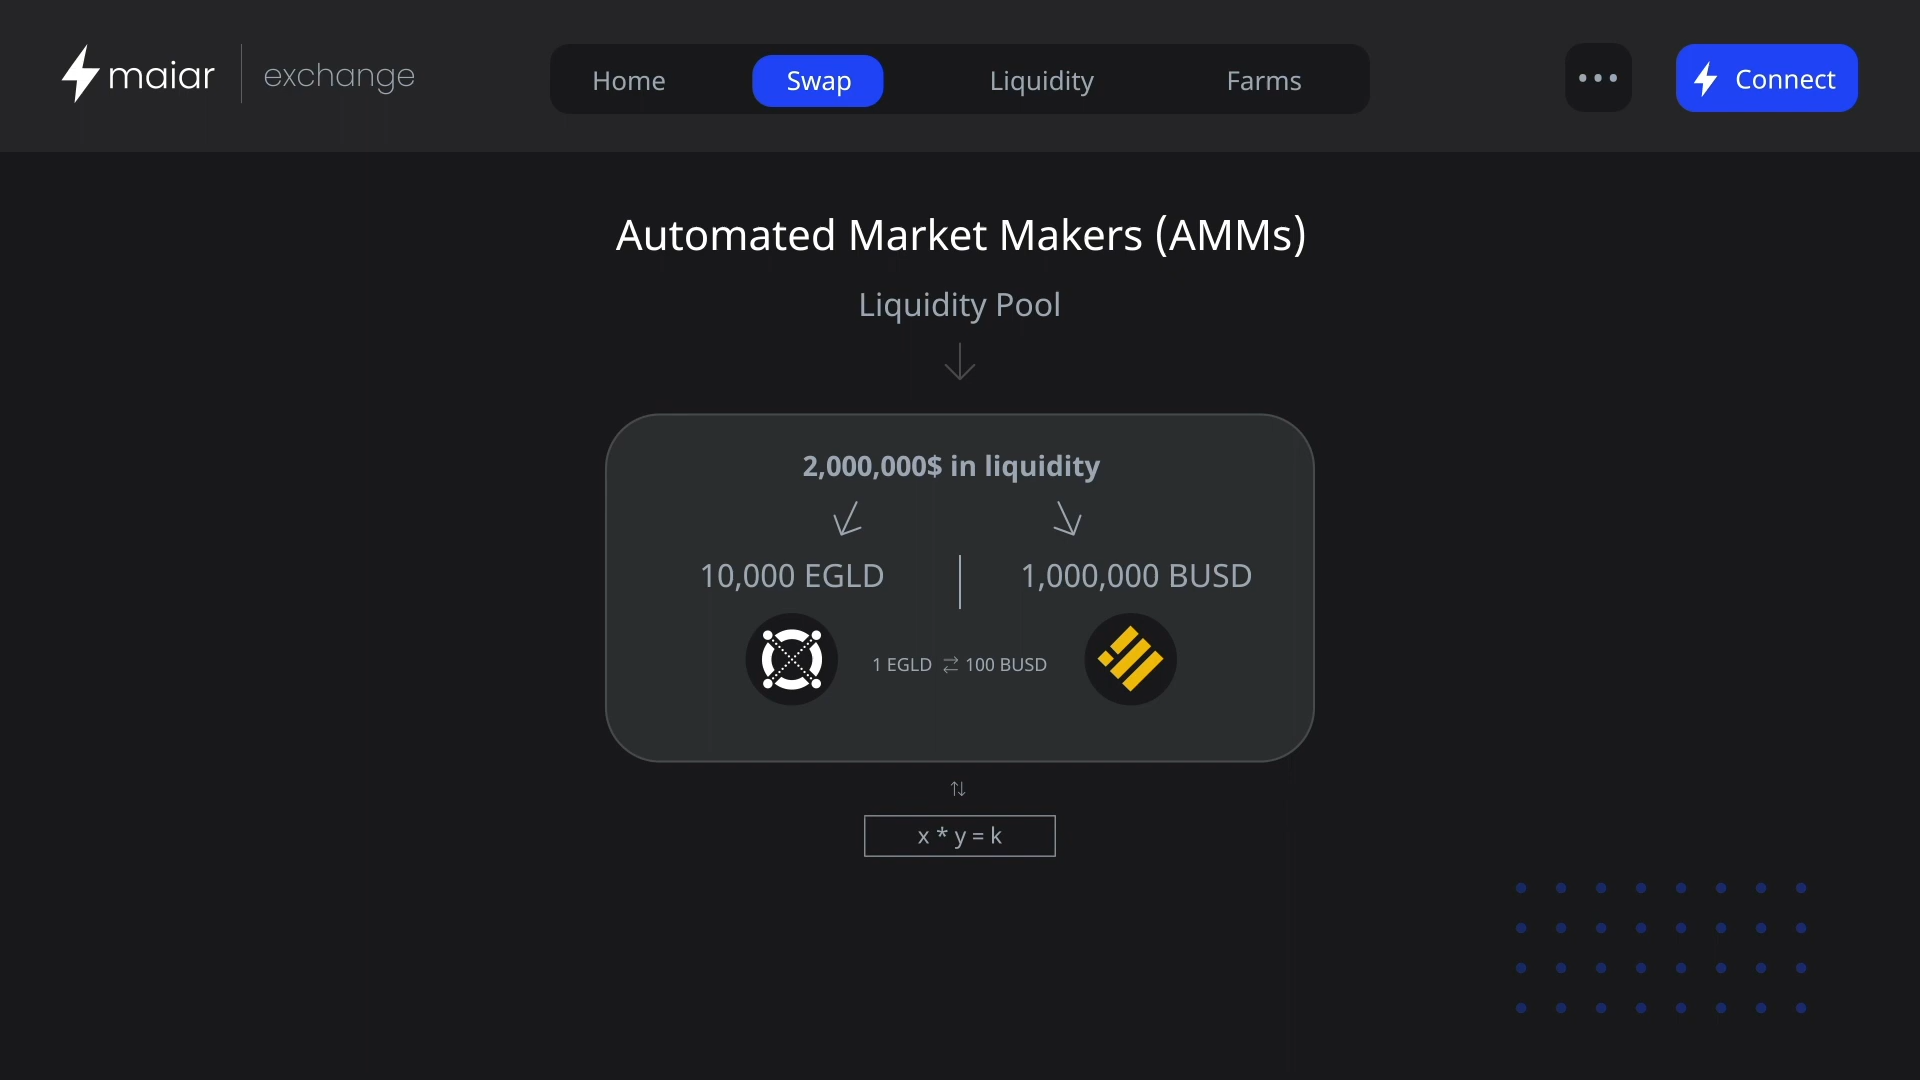 maiar exchange
Home Swap Liquidity Farms
Connect
Automated Market Makers (AMMs)
Liquidity Pool
2,000,000$ in liquidity
10,000 EGLD 1,000,000 BUSD
1 EGLD ⇄ 100 BUSD
x * y = k